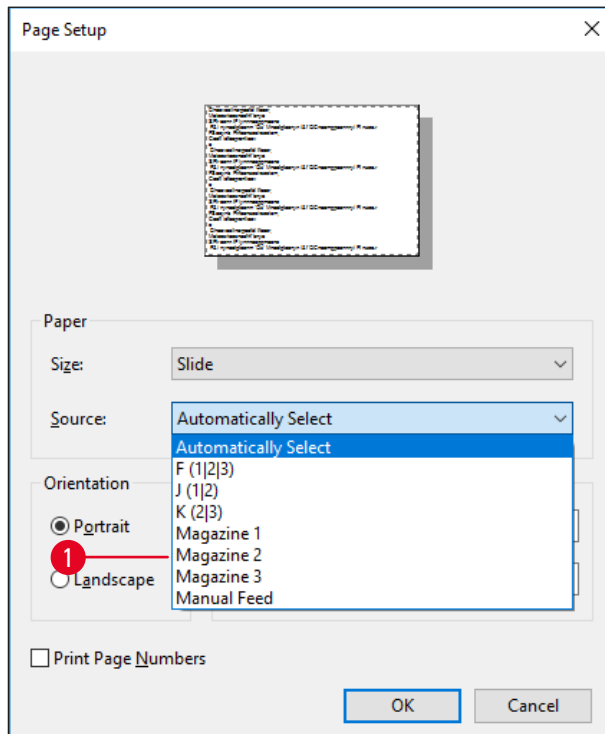 Page Setup
Paper
Size: Slide
Source: Automatically Select
Automatically Select
F (1|2|3)
J (1|2)
K (2|3)
Magazine 1
Magazine 2
Magazine 3
Manual Feed
Orientation
Portrait
1
Landscape
Print Page Numbers
OK Cancel